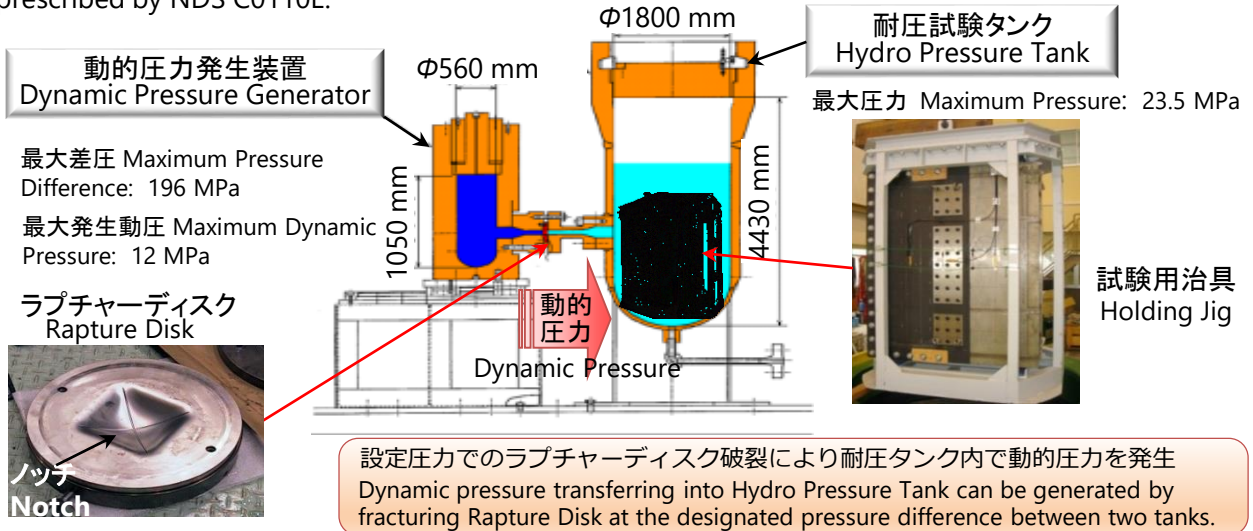 prescribed by NDS C0110E.
Φ1800 mm
耐圧試験タンク
Hydro Pressure Tank
動的圧力発生装置
Dynamic Pressure Generator
Φ560 mm
最大圧力 Maximum Pressure: 23.5 MPa
最大差圧 Maximum Pressure
Difference: 196 MPa
最大発生動圧 Maximum Dynamic
Pressure: 12 MPa
1050 mm
4430 mm
ラプチャーディスク
Rapture Disk
動的
圧力
Dynamic Pressure
試験用治具
Holding Jig
ノッチ
Notch
設定圧力でのラプチャーディスク破裂により耐圧タンク内で動的圧力を発生
Dynamic pressure transferring into Hydro Pressure Tank can be generated by
fracturing Rapture Disk at the designated pressure difference between two tanks.